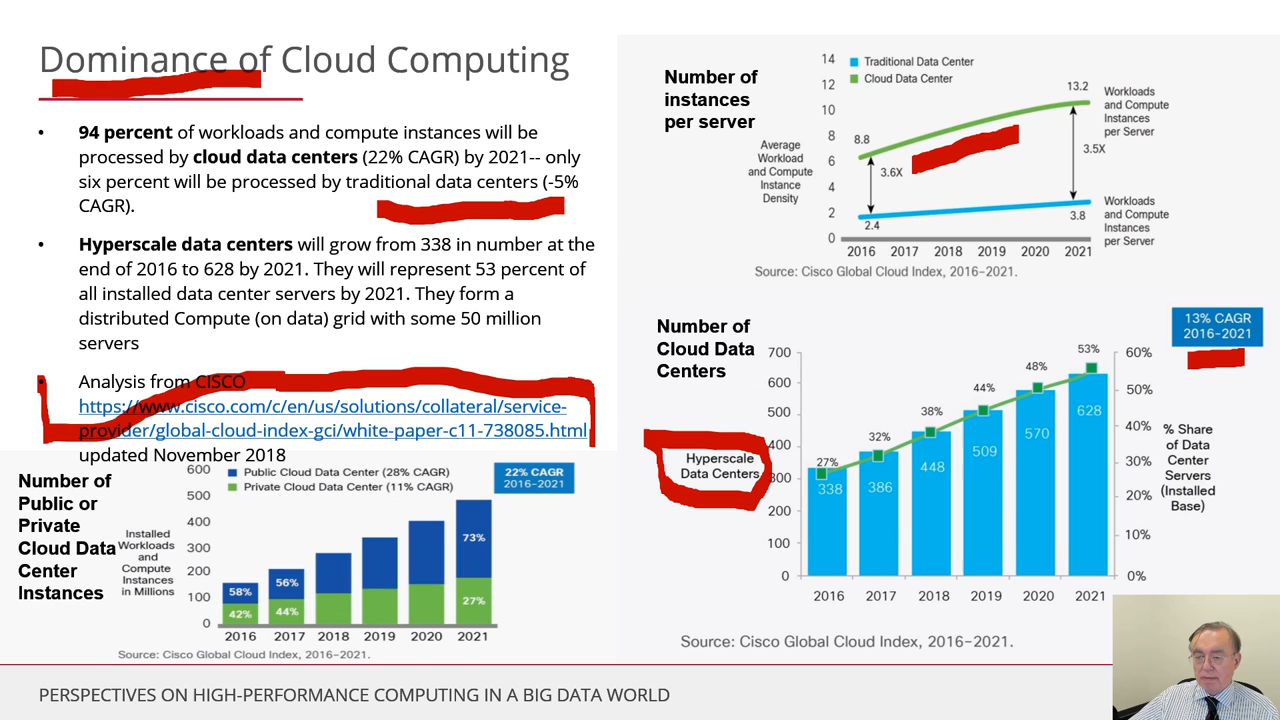 Dominance of Cloud Computing
• 94 percent of workloads and compute instances will be
processed by cloud data centers (22% CAGR) by 2021-- only
six percent will be processed by traditional data centers (-5%
CAGR).
• Hyperscale data centers will grow from 338 in number at the
end of 2016 to 628 by 2021. They will represent 53 percent of
all installed data center servers by 2021. They form a
distributed Compute (on data) grid with some 50 million
servers
• Analysis from CISCO
https://www.cisco.com/c/en/us/solutions/collateral/service-
provider/global-cloud-index-gci/white-paper-c11-738085.html
updated November 2018
Number of
instances
per server
Traditional Data Center
Cloud Data Center
Average
Workload
and Compute
Instance
Density
14
12
10
8
6
4
2
0
8.8
3.6X
2.4
13.2
3.5X
3.8
Workloads
and Compute
Instances
per Server
Workloads
and Compute
Instances
per Server
2016 2017 2018 2019 2020 2021
Source: Cisco Global Cloud Index, 2016–2021.
Number of
Public or
Private
Cloud Data
Center
Instances
Public Cloud Data Center (28% CAGR)
Private Cloud Data Center (11% CAGR)
22% CAGR
2016-2021
Installed
Workloads
and
Compute
Instances
in Millions
600
500
400
300
200
100
0
58%
42%
56%
44%
73%
27%
2016 2017 2018 2019 2020 2021
Source: Cisco Global Cloud Index, 2016–2021.
Number of
Cloud Data
Centers
13% CAGR
2016-2021
Hyperscale
Data Centers
700
600
500
400
300
200
100
0
27% 32% 38% 44% 48% 53%
338 386 448 509 570 628
60%
50%
40%
30%
20%
10%
0%
% Share
of Data
Center
Servers
(Installed
Base)
2016 2017 2018 2019 2020 2021
Source: Cisco Global Cloud Index, 2016–2021.
PERSPECTIVES ON HIGH-PERFORMANCE COMPUTING IN A BIG DATA WORLD